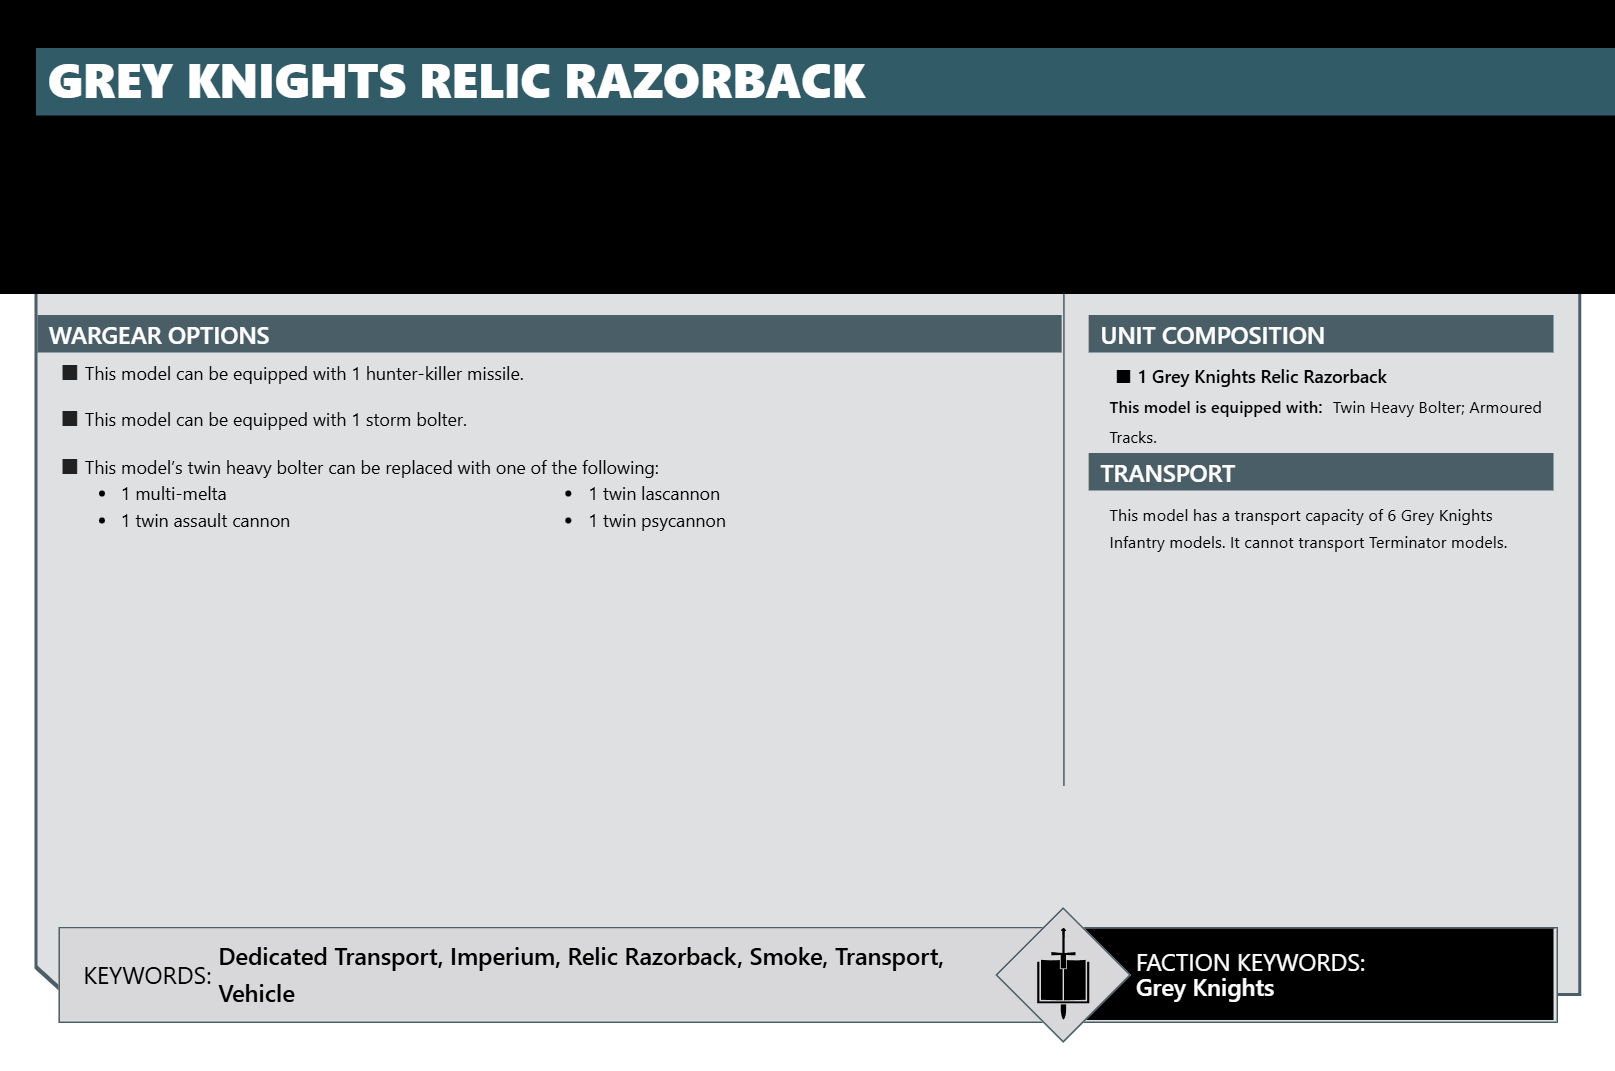 GREY KNIGHTS RELIC RAZORBACK
WARGEAR OPTIONS
This model can be equipped with 1 hunter-killer missile.
This model can be equipped with 1 storm bolter.
This model’s twin heavy bolter can be replaced with one of the following:
• 1 multi-melta
• 1 twin assault cannon
• 1 twin lascannon
• 1 twin psycannon
UNIT COMPOSITION
1 Grey Knights Relic Razorback
This model is equipped with: Twin Heavy Bolter; Armoured
Tracks.
TRANSPORT
This model has a transport capacity of 6 Grey Knights
Infantry models. It cannot transport Terminator models.
KEYWORDS:
Dedicated Transport, Imperium, Relic Razorback, Smoke, Transport,
Vehicle
FACTION KEYWORDS:
Grey Knights